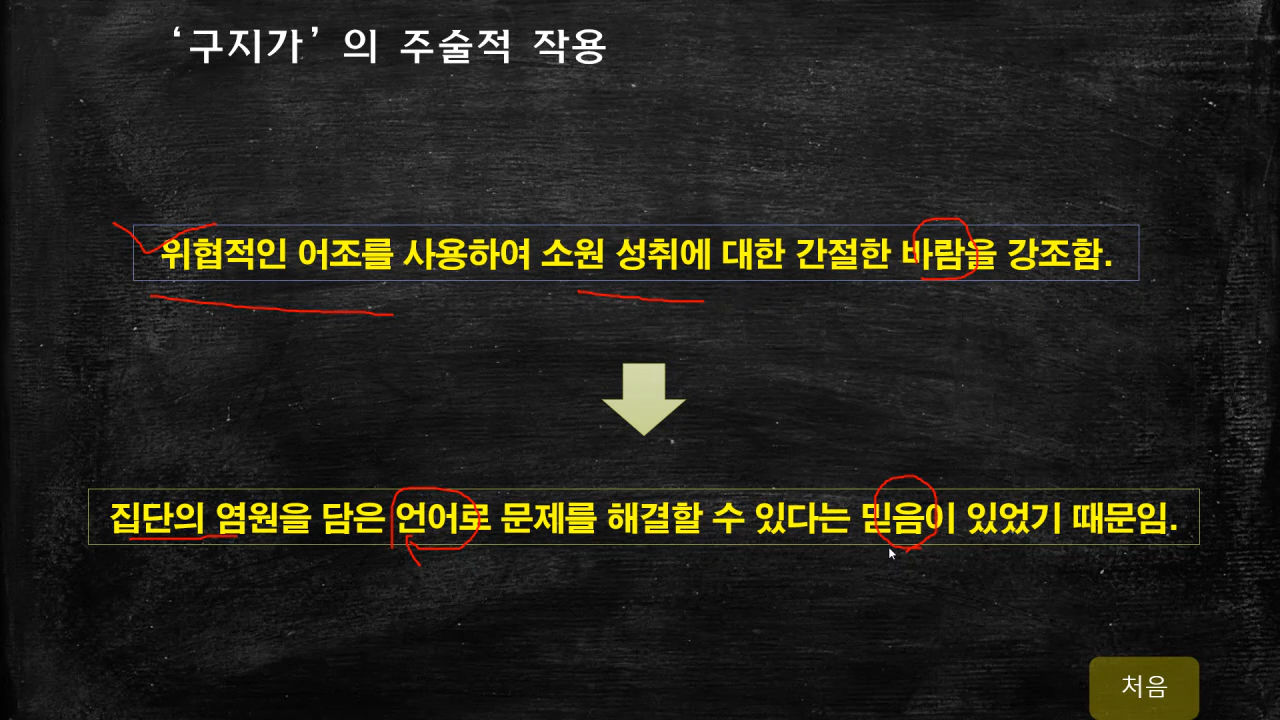 ‘구지가’ 의 주술적 작용
위협적인 어조를 사용하여 소원 성취에 대한 간절한 바람을 강조함.
집단의 염원을 담은 언어로 문제를 해결할 수 있다는 믿음이 있었기 때문임.
처음